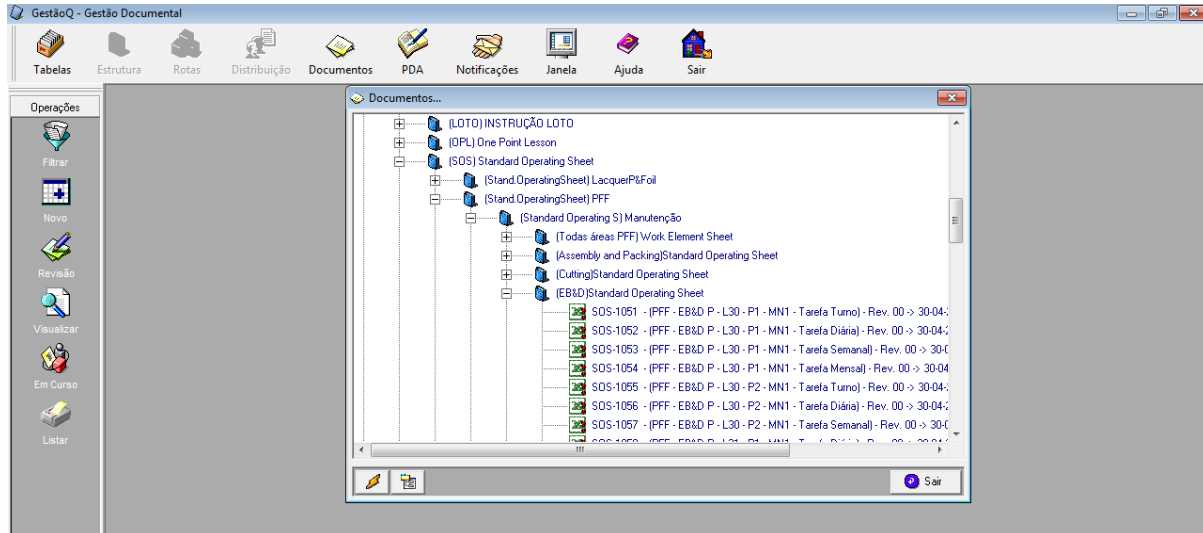 GestãoQ - Gestão Documental
Tabelas
Estrutura
Rotas
Distribuição
Documentos
PDA
Notificações
Janela
Ajuda
Sair
Operações
Filtrar
Novo
Revisão
Visualizar
Em Curso
Listar
Documentos...
(LOTO) INSTRUÇÃO LOTO
(OPL) One Point Lesson
(SOS) Standard Operating Sheet
(Stand.OperatingSheet) LacquerP&Foil
(Stand.OperatingSheet) PFF
(Standard Operating S) Manutenção
(Todas áreas PFF) Work Element Sheet
(Assembly and Packing)Standard Operating Sheet
(Cutting)Standard Operating Sheet
(EB&D)Standard Operating Sheet
SOS-1051 - (PFF - EB&D P - L30 - P1 - MN1 - Tarefa Turno) - Rev. 00 -> 30-04-
SOS-1052 - (PFF - EB&D P - L30 - P1 - MN1 - Tarefa Diária) - Rev. 00 -> 30-04-
SOS-1053 - (PFF - EB&D P - L30 - P1 - MN1 - Tarefa Semanal) - Rev. 00 -> 30-
SOS-1054 - (PFF - EB&D P - L30 - P1 - MN1 - Tarefa Mensal) - Rev. 00 -> 30-04
SOS-1055 - (PFF - EB&D P - L30 - P2 - MN1 - Tarefa Turno) - Rev. 00 -> 30-04-
SOS-1056 - (PFF - EB&D P - L30 - P2 - MN1 - Tarefa Diária) - Rev. 00 -> 30-04-
SOS-1057 - (PFF - EB&D P - L30 - P2 - MN1 - Tarefa Semanal) - Rev. 00 -> 30-
Sair